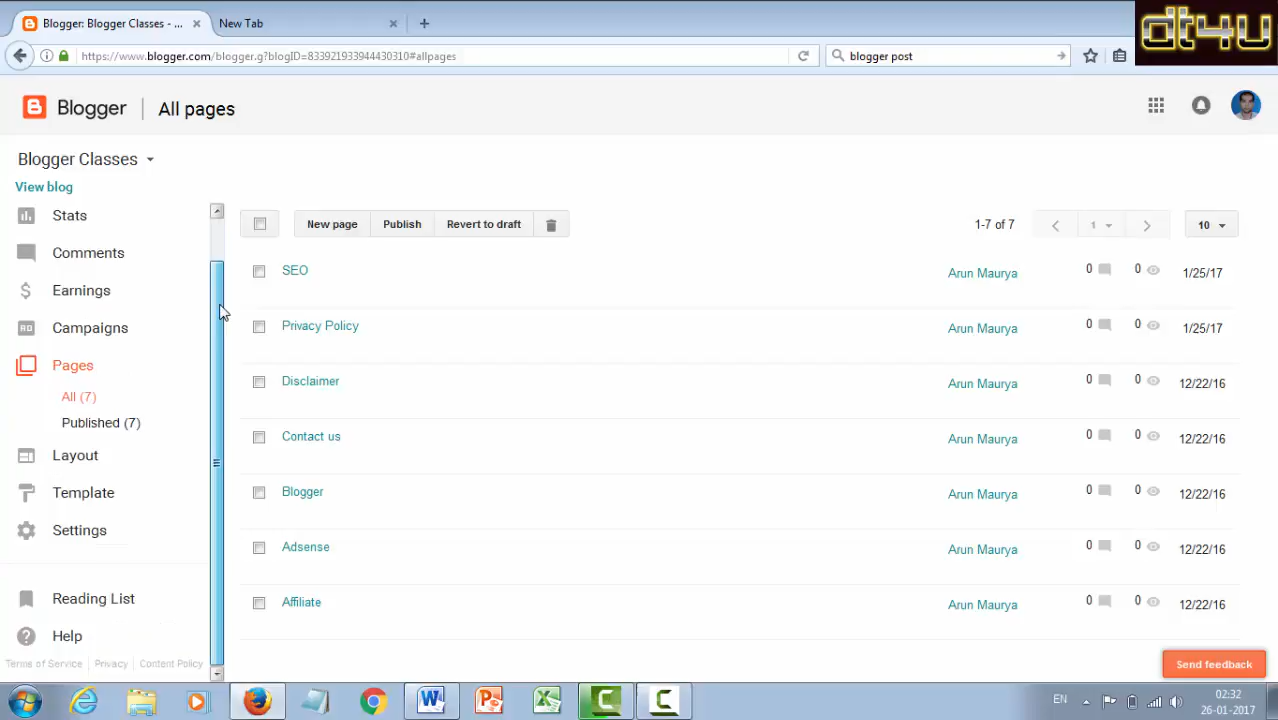 Blogger: Blogger Classes - ...
New Tab
https://www.blogger.com/blogger.g?blogID=833921933944430310#allpages
blogger post
dt4u
Blogger
All pages
Blogger Classes
View blog
Stats
Comments
Earnings
Campaigns
Pages
All (7)
Published (7)
Layout
Template
Settings
Reading List
Help
Terms of Service Privacy Content Policy
New page Publish Revert to draft
1-7 of 7
1
10
SEO Arun Maurya 0 0 1/25/17
Privacy Policy Arun Maurya 0 0 1/25/17
Disclaimer Arun Maurya 0 0 12/22/16
Contact us Arun Maurya 0 0 12/22/16
Blogger Arun Maurya 0 0 12/22/16
Adsense Arun Maurya 0 0 12/22/16
Affiliate Arun Maurya 0 0 12/22/16
Send feedback
EN
02:32
26-01-2017